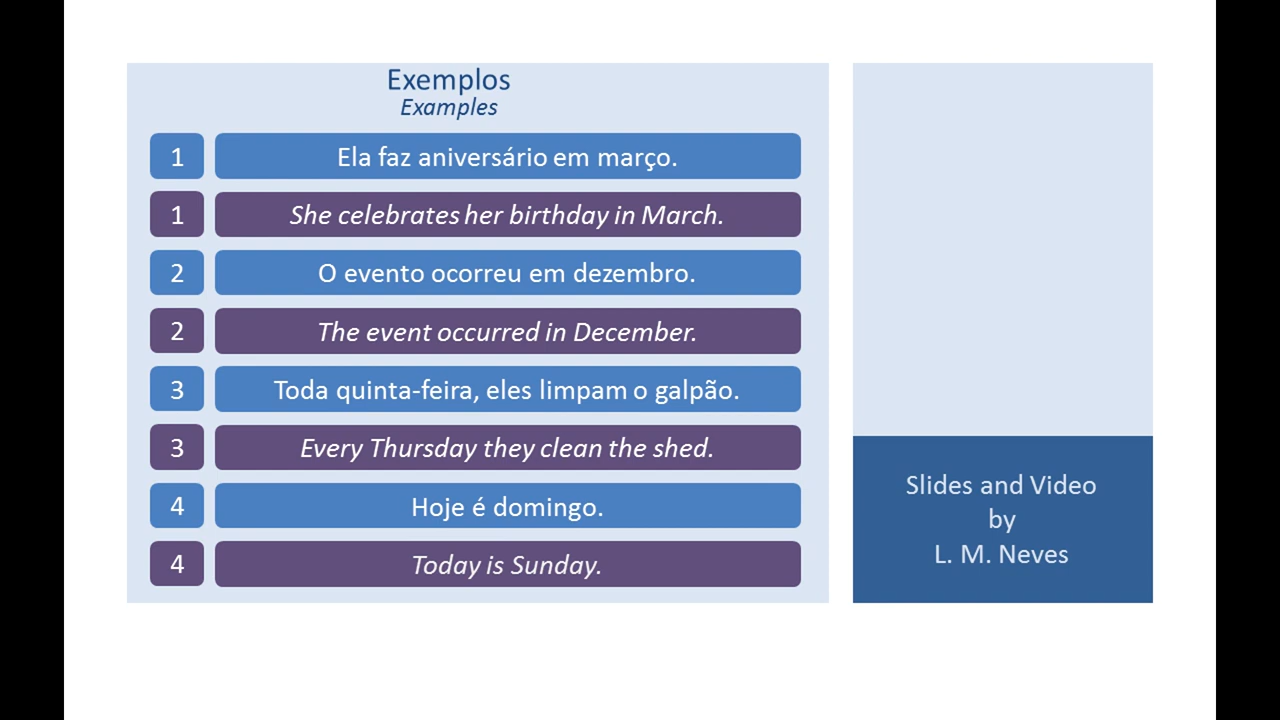 Exemplos
Examples
1 Ela faz aniversário em março.
1 She celebrates her birthday in March.
2 O evento ocorreu em dezembro.
2 The event occurred in December.
3 Toda quinta-feira, eles limpam o galpão.
3 Every Thursday they clean the shed.
4 Hoje é domingo.
4 Today is Sunday.
Slides and Video
by
L. M. Neves